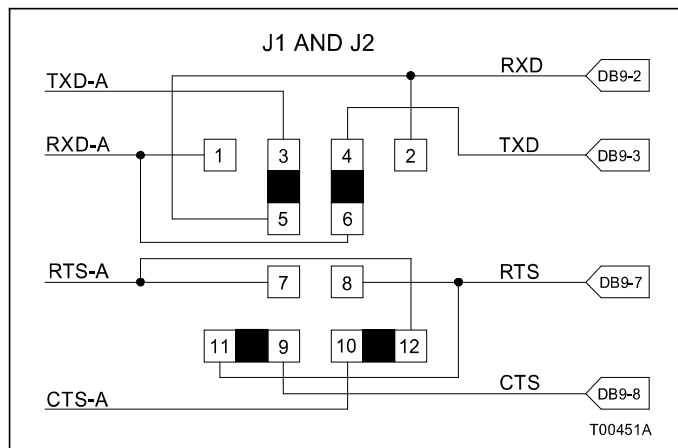 J1 AND J2
TXD-A
RXD
DB9-2
RXD-A
1
3
4
2
TXD
DB9-3
5
6
RTS-A
7
8
RTS
DB9-7
11
9
10
12
CTS-A
CTS
DB9-8
T00451A